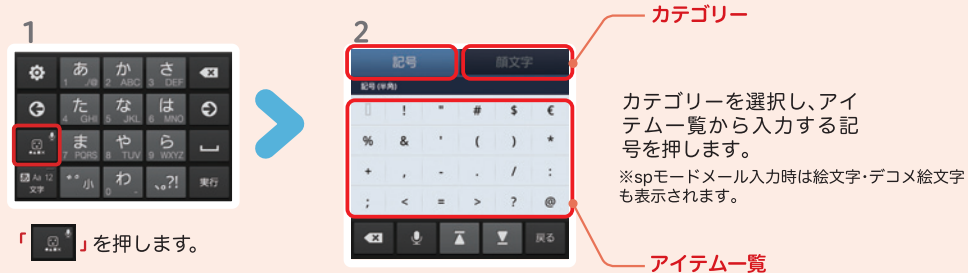 1
あ
1 ./@
か
2 ABC
さ
3 DEF
た
4 GHI
な
5 JKL
は
6 MNO
ま
7 PQRS
や
8 TUV
ら
9 WXYZ
あ Aa 12
文字
小
わ
0
、。?!
実行
「 」を押します。
2
記号 顔文字
記号(半角)
! " # $ €
% & ' ( ) *
+ , - . / :
; < = > ? @
戻る
カテゴリー
カテゴリーを選択し、アイ
テム一覧から入力する記
号を押します。
※spモードメール入力時は絵文字・デコメ絵文字
も表示されます。
アイテム一覧